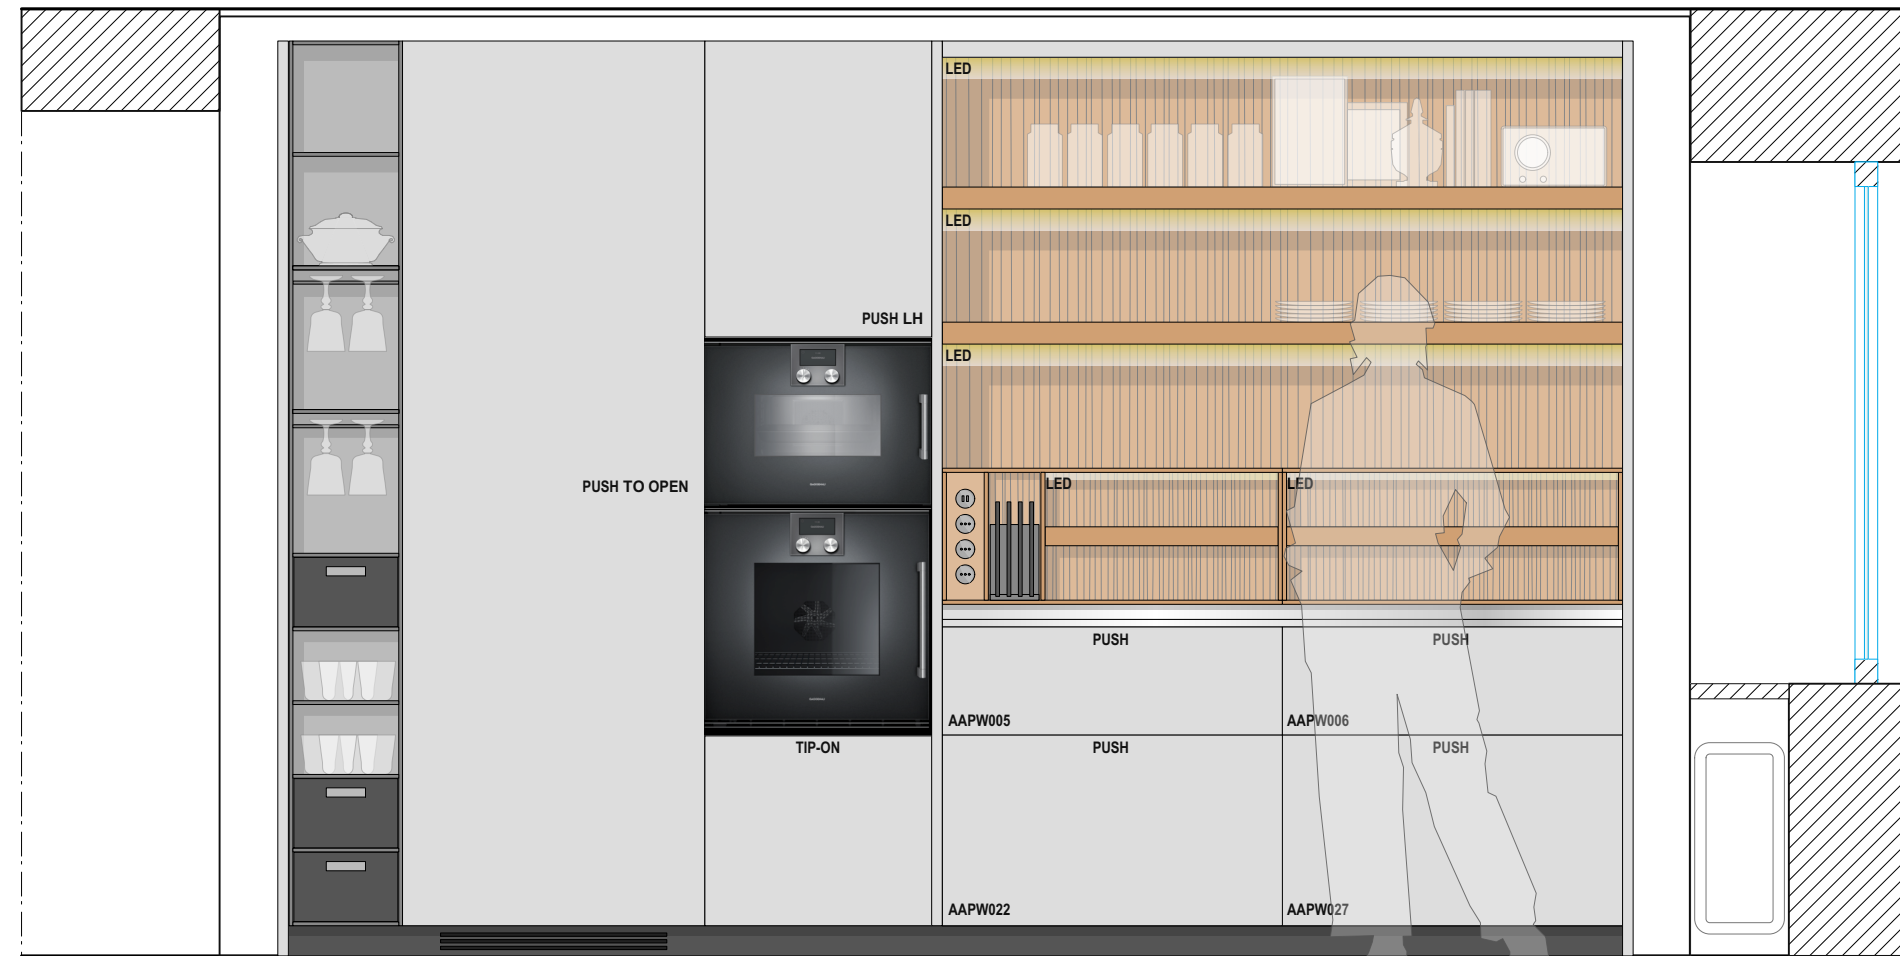 LED
LED
PUSH LH
LED
PUSH TO OPEN
LED
LED
PUSH
PUSH
AAPW005
AAPW006
TIP-ON
PUSH
PUSH
AAPW022
AAPW027